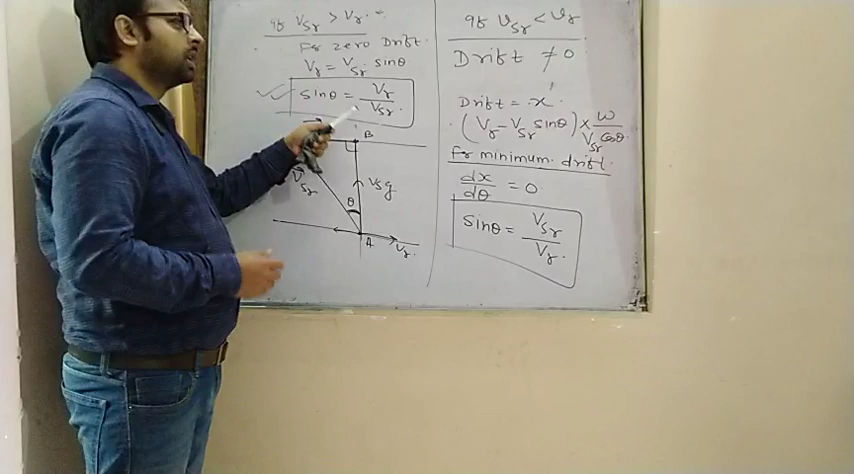 If Vsr > Vr.
For zero Drift.
Vr = Vsr sinθ
sinθ = Vr / Vsr.
B
Vsr
Vsg
θ
A
Vr.
If Vsr < Vr
Drift ≠ 0
Drift = x
(Vr - Vsr sinθ) × W / Vsr cosθ
For minimum drift.
dx / dθ = 0
sinθ = Vsr / Vr.